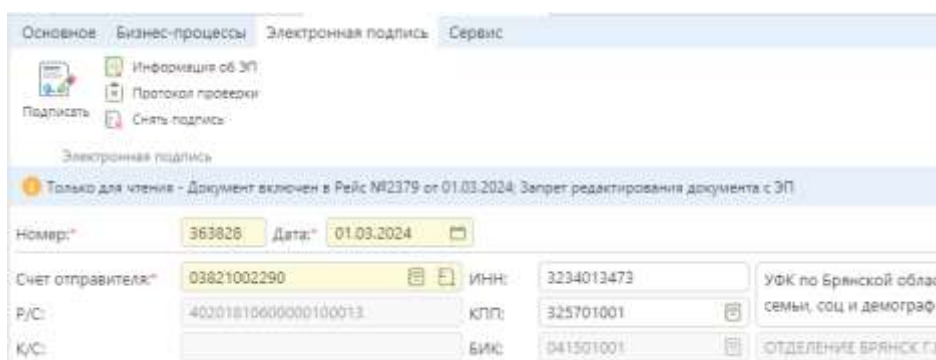 Основное Бизнес-процессы Электронная подпись Сервис
Подписать
Информация об ЭП
Протокол проверки
Снять подпись
Электронная подпись
Только для чтения - Документ включен в Рейс №2379 от 01.03.2024; Запрет редактирования документа с ЭП
Номер:* 363828 Дата:* 01.03.2024
Счет отправителя:* 03821002290 ИНН: 3234013473 УФК по Брянской облас
Р/С: 40201810600000100013 КПП: 325701001 семьи, соц и демограф
К/С: БИК: 041501001 ОТДЕЛЕНИЕ БРЯНСК Г.